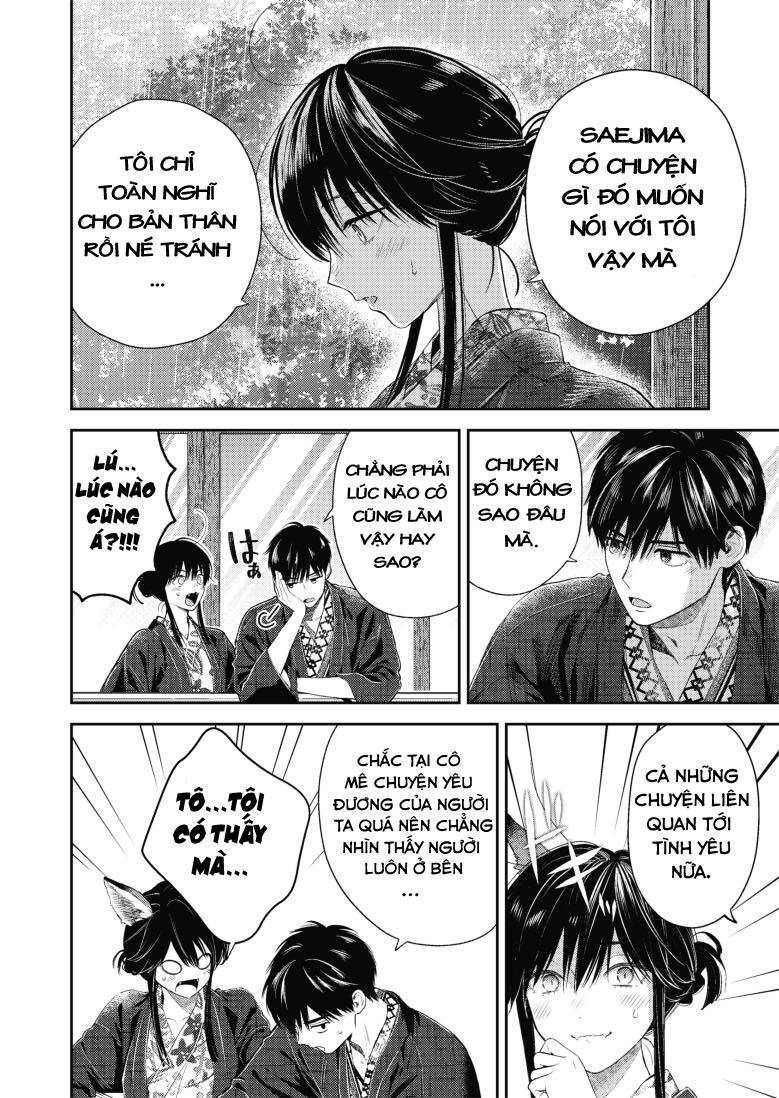 SAEJIMA
CÓ CHUYỆN
GÌ ĐÓ MUỐN
NÓI VỚI TÔI
VẬY MÀ
TÔI CHỈ
TOÀN NGHĨ
CHO BẢN THÂN
RỒI NÉ TRÁNH
...
CHUYỆN
ĐÓ KHÔNG
SAO ĐÂU
MÀ.
CHẲNG PHẢI
LÚC NÀO CÔ
CŨNG LÀM
VẬY HAY
SAO?
はぁ
LÚ...
LÚC NÀO
CŨNG
Á?!!!
CẢ NHỮNG
CHUYỆN LIÊN
QUAN TỚI
TÌNH YÊU
NỮA.
CHẮC TẠI CÔ
MÊ CHUYỆN YÊU
ĐƯƠNG CỦA NGƯỜI
TA QUÁ NÊN CHẲNG
NHÌN THẤY NGƯỜI
LUÔN Ở BÊN
...
TÔ...TÔI
CÓ THẤY
MÀ...